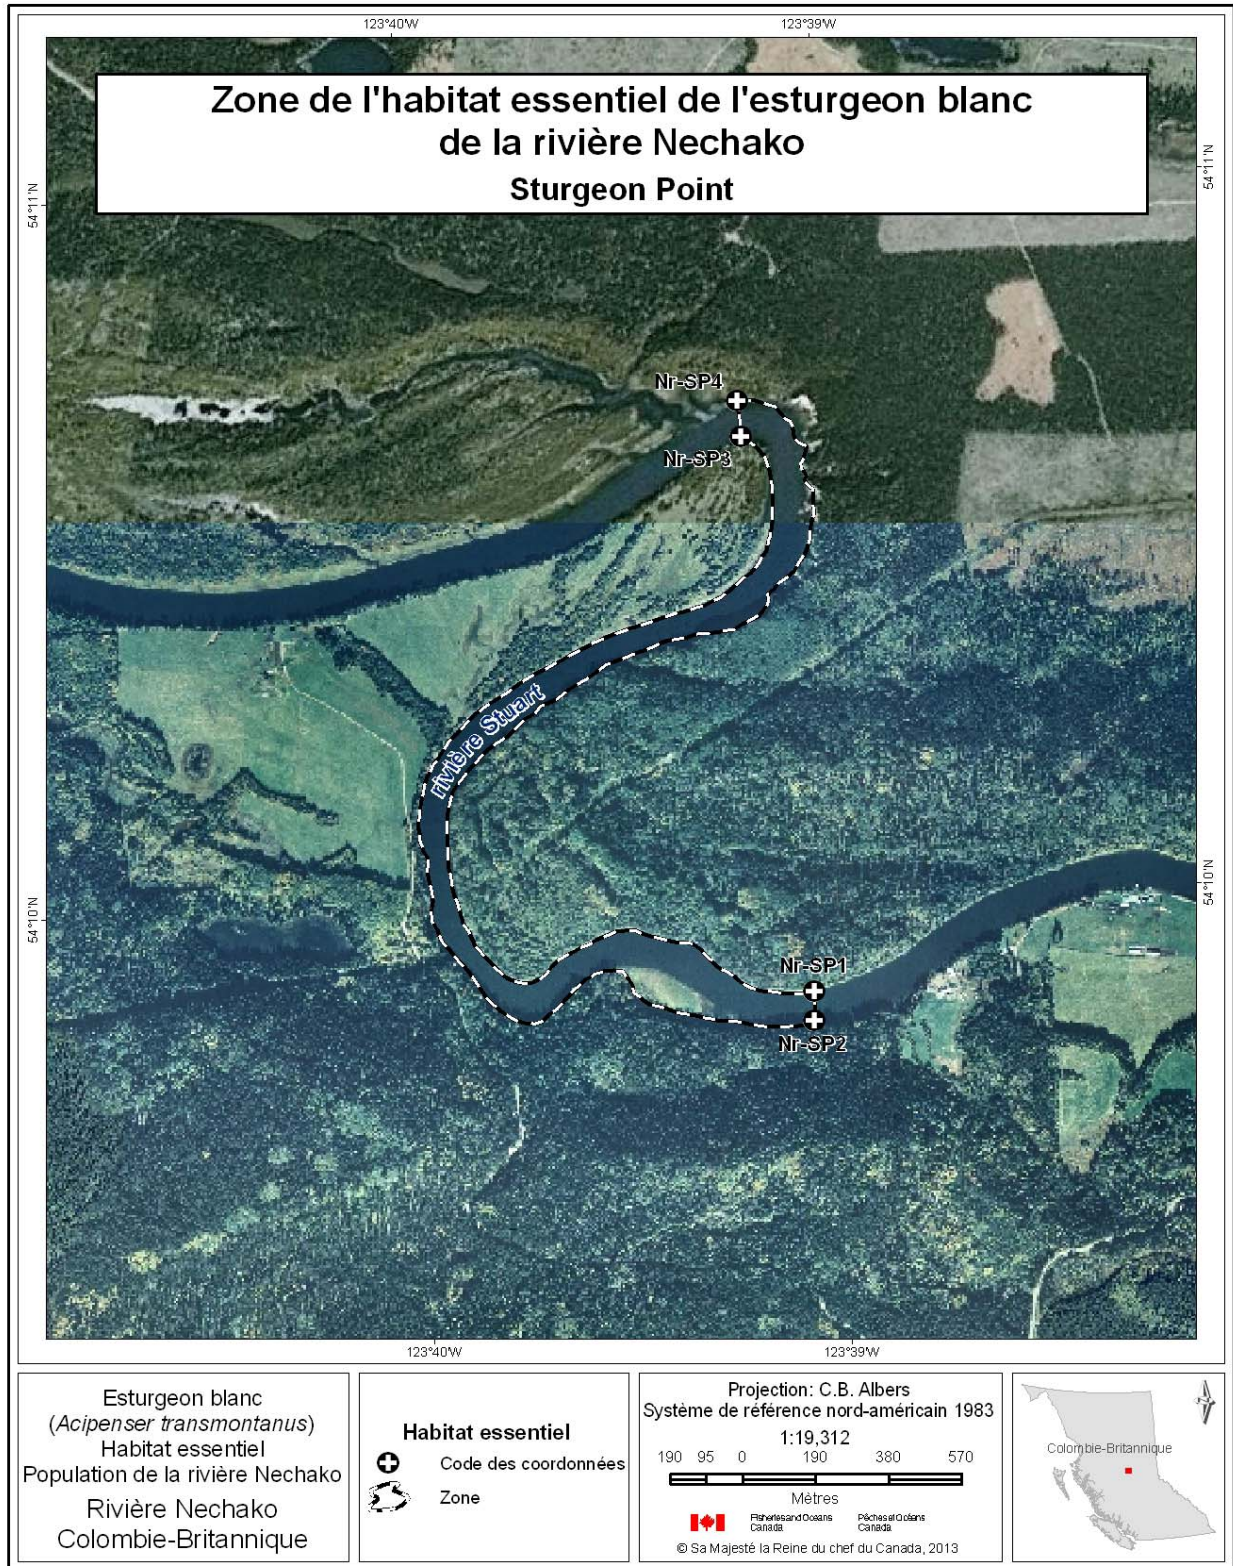 123°40'W
123°39'W
Zone de l'habitat essentiel de l'esturgeon blanc
de la rivière Nechako
Sturgeon Point
54°11'N
54°11'N
Nr-SP4
Nr-SP3
rivière Stuart
54°10'N
54°10'N
Nr-SP1
Nr-SP2
123°40'W
123°39'W
Esturgeon blanc
(Acipenser transmontanus)
Habitat essentiel
Population de la rivière Nechako
Rivière Nechako
Colombie-Britannique
Habitat essentiel
Code des coordonnées
Zone
Projection: C.B. Albers
Système de référence nord-américain 1983
1:19,312
190 95 0 190 380 570
Mètres
Fisheries and Oceans
Canada
Pêches et Océans
Canada
© Sa Majesté la Reine du chef du Canada, 2013
Colombie-Britannique